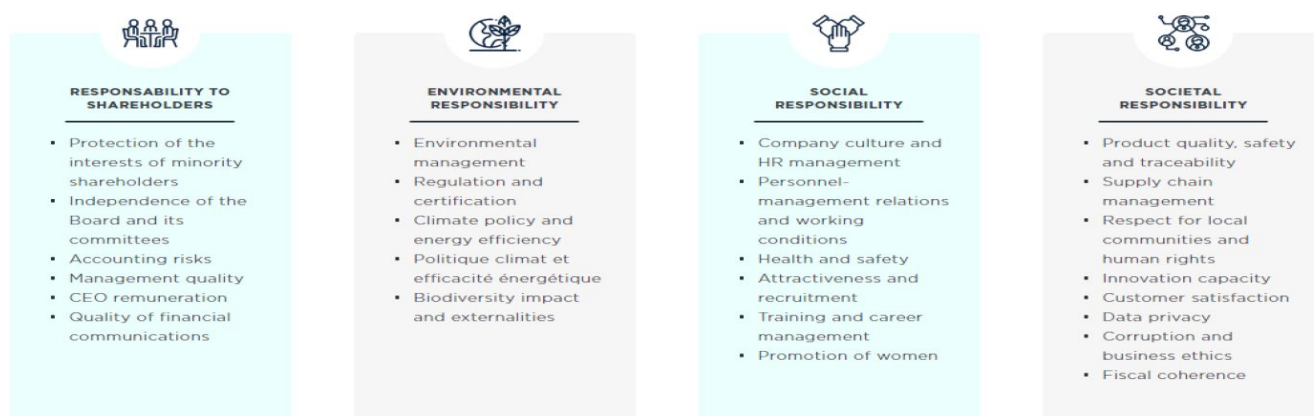 RESPONSABILITY TO
SHAREHOLDERS
▪ Protection of the
interests of minority
shareholders
▪ Independence of the
Board and its
committees
▪ Accounting risks
▪ Management quality
▪ CEO remuneration
▪ Quality of financial
communications
ENVIRONMENTAL
RESPONSIBILITY
▪ Environmental
management
▪ Regulation and
certification
▪ Climate policy and
energy efficiency
▪ Politique climat et
efficacité énergétique
▪ Biodiversity impact
and externalities
SOCIAL
RESPONSIBILITY
▪ Company culture and
HR management
▪ Personnel-
management relations
and working
conditions
▪ Health and safety
▪ Attractiveness and
recruitment
▪ Training and career
management
▪ Promotion of women
SOCIETAL
RESPONSIBILITY
▪ Product quality, safety
and traceability
▪ Supply chain
management
▪ Respect for local
communities and
human rights
▪ Innovation capacity
▪ Customer satisfaction
▪ Data privacy
▪ Corruption and
business ethics
▪ Fiscal coherence